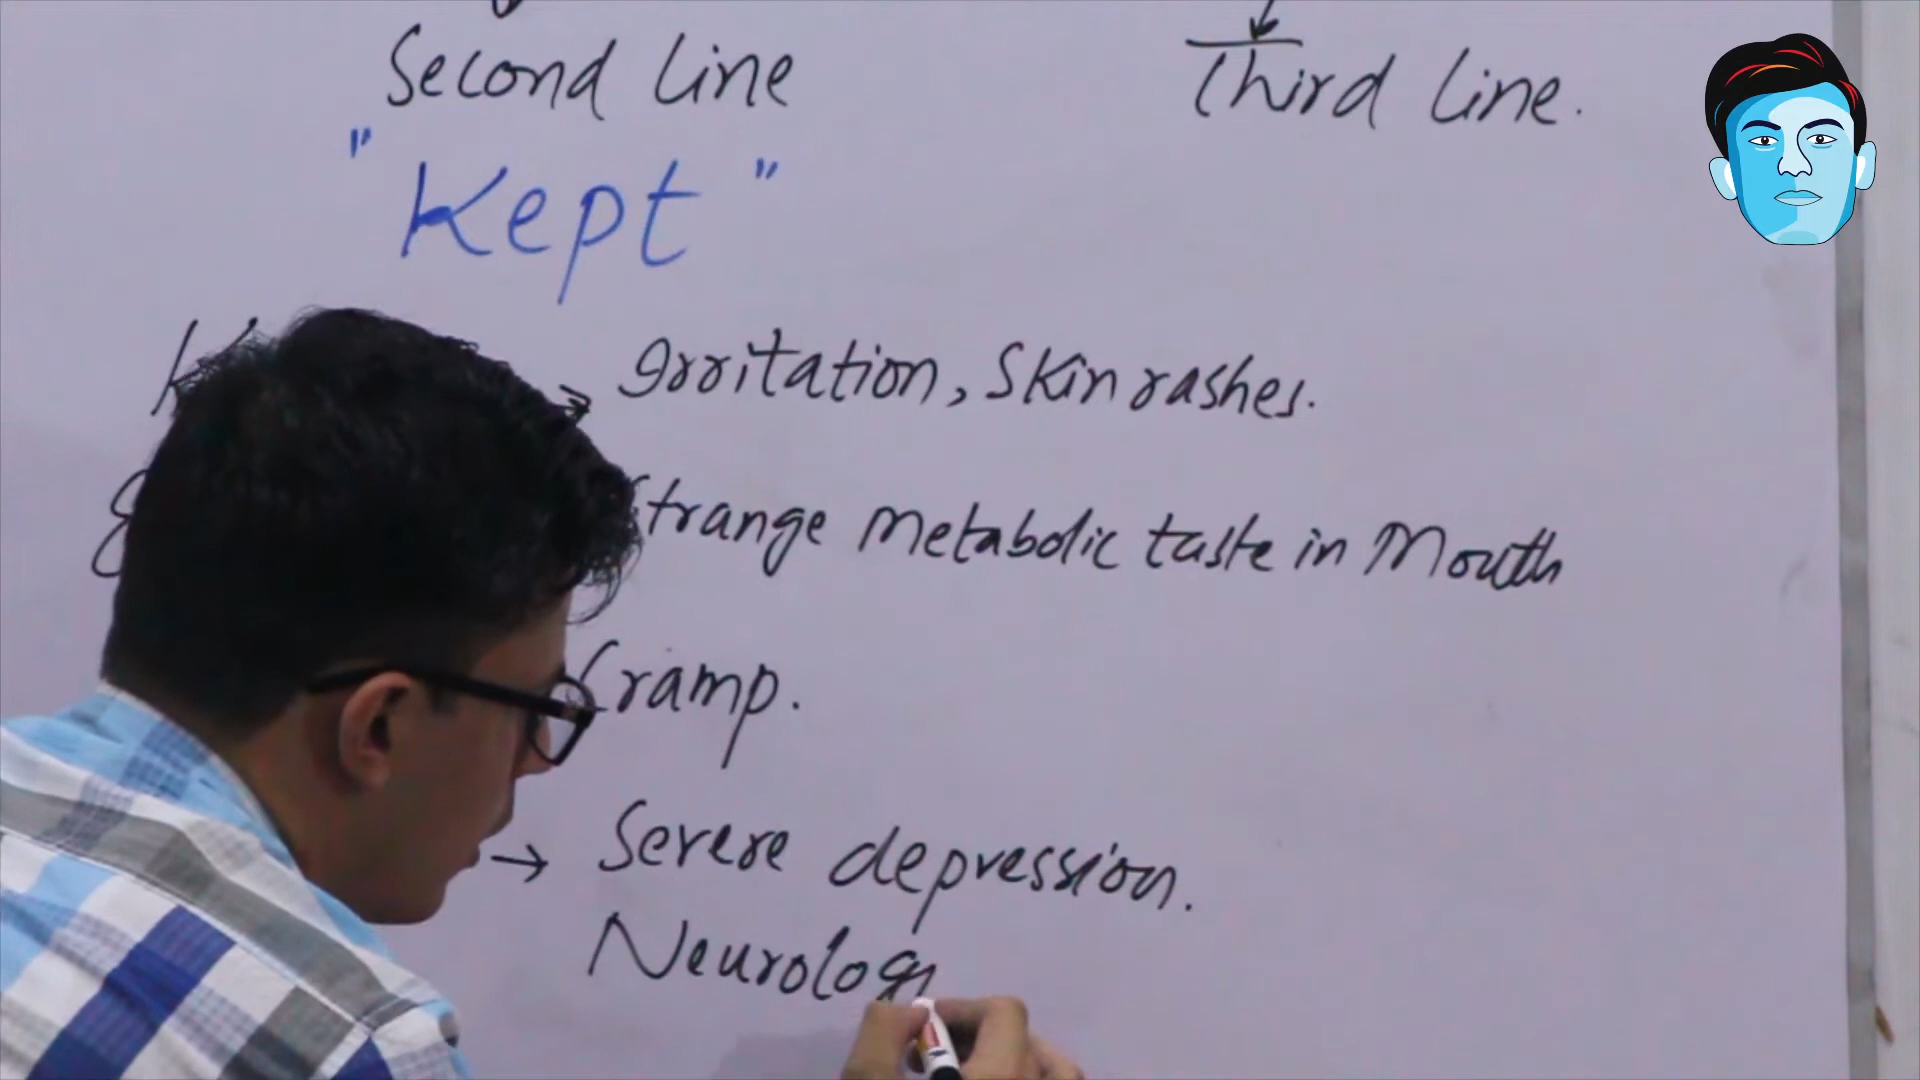 Second Line
Third Line.
"Kept"
→ Irritation, Skin rashes.
Strange Metabolic taste in Mouth
Cramp.
→ Severe depression.
Neurolog